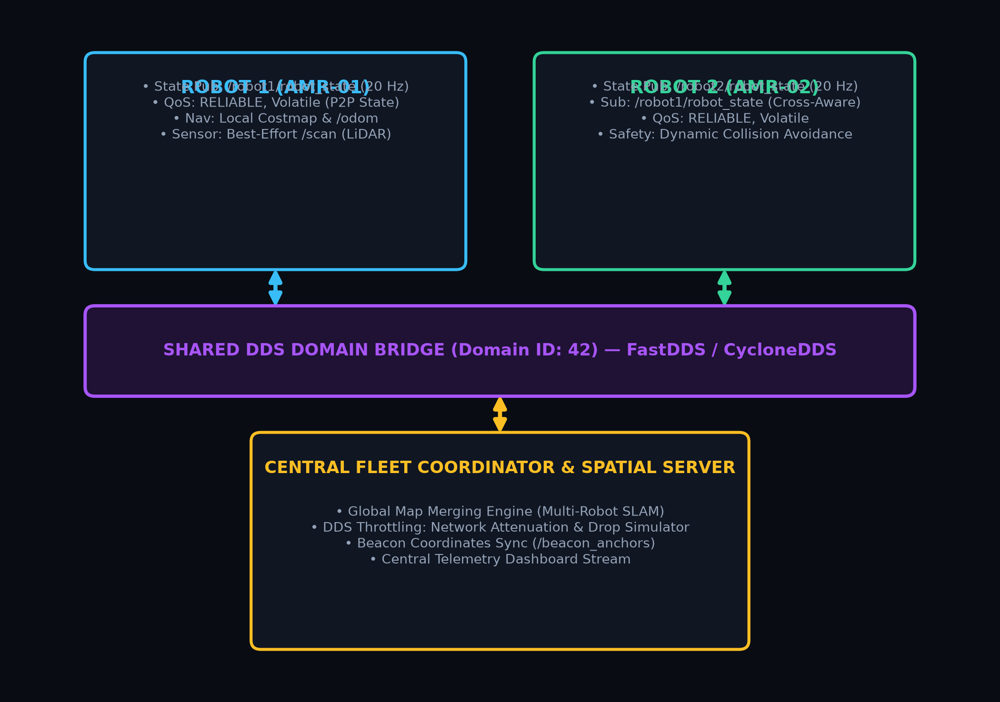 ROBOT 1 (AMR-01)
• State Pub: /robot1/robot_state (20 Hz)
• QoS: RELIABLE, Volatile (P2P State)
• Nav: Local Costmap & /odom
• Sensor: Best-Effort /scan (LiDAR)
ROBOT 2 (AMR-02)
• State Pub: /robot2/robot_state (20 Hz)
• Sub: /robot1/robot_state (Cross-Aware)
• QoS: RELIABLE, Volatile
• Safety: Dynamic Collision Avoidance
SHARED DDS DOMAIN BRIDGE (Domain ID: 42) — FastDDS / CycloneDDS
CENTRAL FLEET COORDINATOR & SPATIAL SERVER
• Global Map Merging Engine (Multi-Robot SLAM)
• DDS Throttling: Network Attenuation & Drop Simulator
• Beacon Coordinates Sync (/beacon_anchors)
• Central Telemetry Dashboard Stream